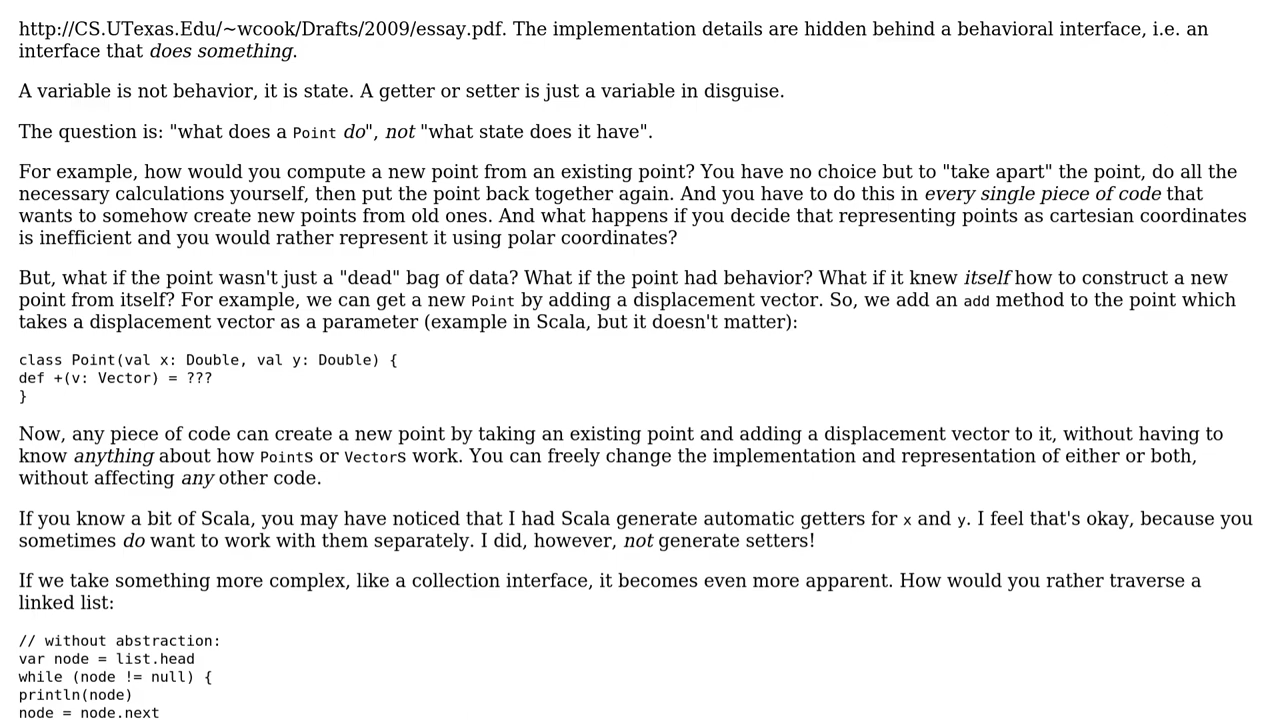 http://CS.UTexas.Edu/~wcook/Drafts/2009/essay.pdf. The implementation details are hidden behind a behavioral interface, i.e. an
interface that does something.
A variable is not behavior, it is state. A getter or setter is just a variable in disguise.
The question is: "what does a Point do", not "what state does it have".
For example, how would you compute a new point from an existing point? You have no choice but to "take apart" the point, do all the
necessary calculations yourself, then put the point back together again. And you have to do this in every single piece of code that
wants to somehow create new points from old ones. And what happens if you decide that representing points as cartesian coordinates
is inefficient and you would rather represent it using polar coordinates?
But, what if the point wasn't just a "dead" bag of data? What if the point had behavior? What if it knew itself how to construct a new
point from itself? For example, we can get a new Point by adding a displacement vector. So, we add an add method to the point which
takes a displacement vector as a parameter (example in Scala, but it doesn't matter):
class Point(val x: Double, val y: Double) {
def +(v: Vector) = ???
}
Now, any piece of code can create a new point by taking an existing point and adding a displacement vector to it, without having to
know anything about how Points or Vectors work. You can freely change the implementation and representation of either or both,
without affecting any other code.
If you know a bit of Scala, you may have noticed that I had Scala generate automatic getters for x and y. I feel that's okay, because you
sometimes do want to work with them separately. I did, however, not generate setters!
If we take something more complex, like a collection interface, it becomes even more apparent. How would you rather traverse a
linked list:
// without abstraction:
var node = list.head
while (node != null) {
println(node)
node = node.next